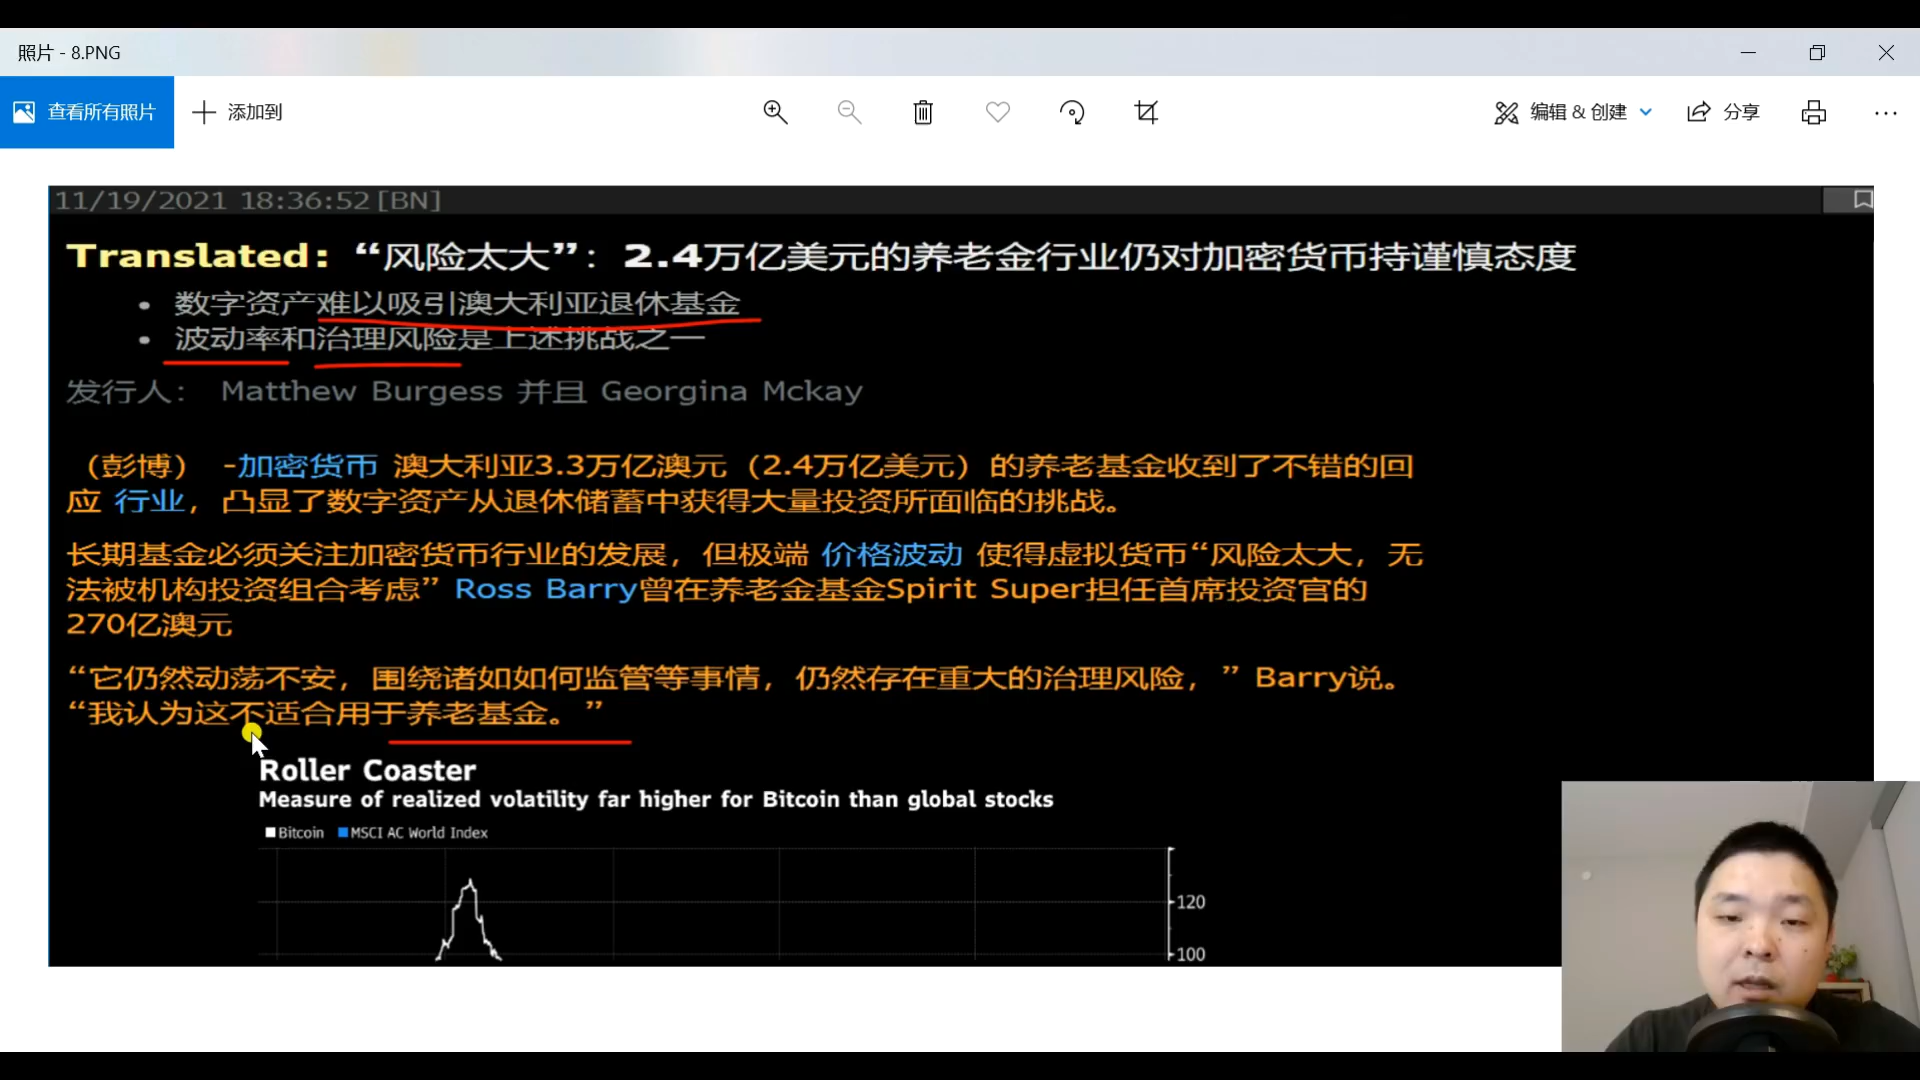 照片 - 8.PNG
查看所有照片 添加到 编辑 & 创建 分享
11/19/2021 18:36:52 [BN]
Translated: “风险太大”: 2.4万亿美元的养老金行业仍对加密货币持谨慎态度
• 数字资产难以吸引澳大利亚退休基金
• 波动率和治理风险是上述挑战之一
发行人: Matthew Burgess 并且 Georgina Mckay
（彭博） -加密货币 澳大利亚3.3万亿澳元（2.4万亿美元）的养老基金收到了不错的回
应 行业，凸显了数字资产从退休储蓄中获得大量投资所面临的挑战。
长期基金必须关注加密货币行业的发展，但极端 价格波动 使得虚拟货币“风险太大，无
法被机构投资组合考虑” Ross Barry曾在养老金基金Spirit Super担任首席投资官的
270亿澳元
“它仍然动荡不安，围绕诸如如何监管等事情，仍然存在重大的治理风险，” Barry说。
“我认为这不适合用于养老基金。”
Roller Coaster
Measure of realized volatility far higher for Bitcoin than global stocks
Bitcoin MSCI AC World Index
120
100